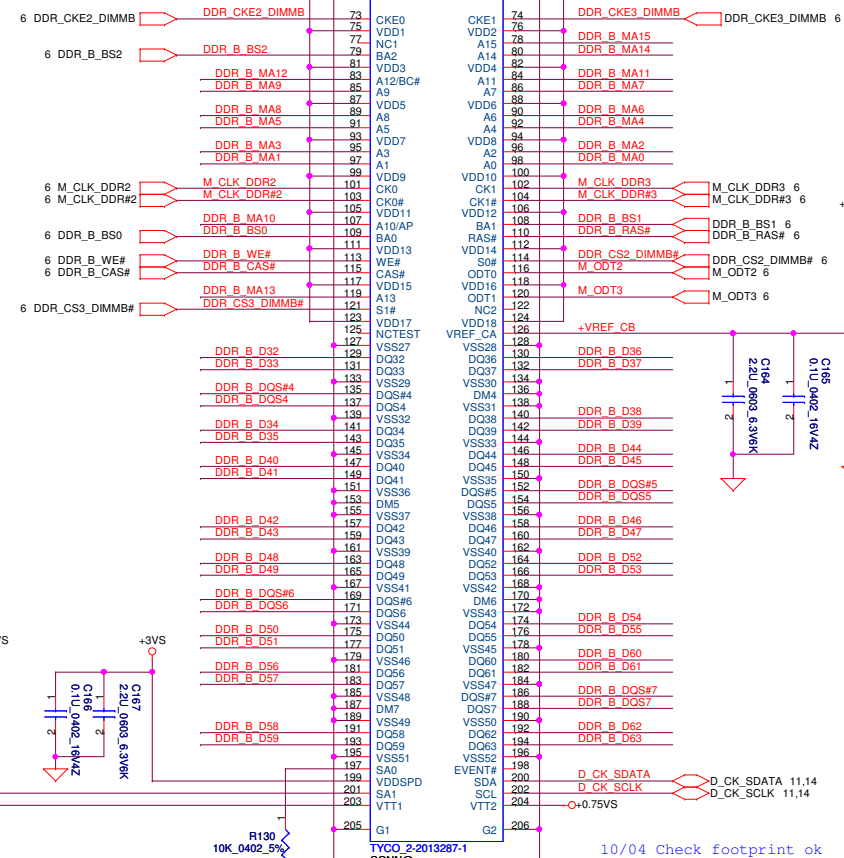 6 DDR_CKE2_DIMMB DDR_CKE2_DIMMB 73 CKE0 CKE1 74 DDR_CKE3_DIMMB DDR_CKE3_DIMMB 6
75 VDD1 VDD2 76
77 NC1 A15 78 DDR_B_MA15
6 DDR_B_BS2 DDR_B_BS2 79 BA2 A14 80 DDR_B_MA14
81 VDD3 VDD4 82
DDR_B_MA12 83 A12/BC# A11 84 DDR_B_MA11
DDR_B_MA9 85 A9 A7 86 DDR_B_MA7
87 VDD5 VDD6 88
DDR_B_MA8 89 A8 A6 90 DDR_B_MA6
DDR_B_MA5 91 A5 A4 92 DDR_B_MA4
93 VDD7 VDD8 94
DDR_B_MA3 95 A3 A2 96 DDR_B_MA2
DDR_B_MA1 97 A1 A0 98 DDR_B_MA0
99 VDD9 VDD10 100
6 M_CLK_DDR2 M_CLK_DDR2 101 CK0 CK1 102 M_CLK_DDR3 M_CLK_DDR3 6
6 M_CLK_DDR#2 M_CLK_DDR#2 103 CK0# CK1# 104 M_CLK_DDR#3 M_CLK_DDR#3 6
105 VDD11 VDD12 106
DDR_B_MA10 107 A10/AP BA1 108 DDR_B_BS1 DDR_B_BS1 6
6 DDR_B_BS0 DDR_B_BS0 109 BA0 RAS# 110 DDR_B_RAS# DDR_B_RAS# 6
111 VDD13 VDD14 112
6 DDR_B_WE# DDR_B_WE# 113 WE# S0# 114 DDR_CS2_DIMMB# DDR_CS2_DIMMB# 6
6 DDR_B_CAS# DDR_B_CAS# 115 CAS# ODT0 116 M_ODT2 M_ODT2 6
117 VDD15 VDD16 118
DDR_B_MA13 119 A13 ODT1 120 M_ODT3 M_ODT3 6
6 DDR_CS3_DIMMB# DDR_CS3_DIMMB# 121 S1# NC2 122
123 VDD17 VDD18 124
125 NCTEST VREF_CA 126 +VREF_CB
127 VSS27 VSS28 128
DDR_B_D32 129 DQ32 DQ36 130 DDR_B_D36
DDR_B_D33 131 DQ33 DQ37 132 DDR_B_D37
133 VSS29 VSS30 134
DDR_B_DQS#4 135 DQS#4 DM4 136
DDR_B_DQS4 137 DQS4 VSS31 138
139 VSS32 DQ38 140 DDR_B_D38
DDR_B_D34 141 DQ34 DQ39 142 DDR_B_D39
DDR_B_D35 143 DQ35 VSS33 144
145 VSS34 DQ44 146 DDR_B_D44
DDR_B_D40 147 DQ40 DQ45 148 DDR_B_D45
DDR_B_D41 149 DQ41 VSS35 150
151 VSS36 DQS#5 152 DDR_B_DQS#5
153 DM5 DQS5 154 DDR_B_DQS5
155 VSS37 VSS38 156
DDR_B_D42 157 DQ42 DQ46 158 DDR_B_D46
DDR_B_D43 159 DQ43 DQ47 160 DDR_B_D47
161 VSS39 VSS40 162
DDR_B_D48 163 DQ48 DQ52 164 DDR_B_D52
DDR_B_D49 165 DQ49 DQ53 166 DDR_B_D53
167 VSS41 VSS42 168
DDR_B_DQS#6 169 DQS#6 DM6 170
DDR_B_DQS6 171 DQS6 VSS43 172
173 VSS44 DQ54 174 DDR_B_D54
DDR_B_D50 175 DQ50 DQ55 176 DDR_B_D55
DDR_B_D51 177 DQ51 VSS45 178
179 VSS46 DQ60 180 DDR_B_D60
DDR_B_D56 181 DQ56 DQ61 182 DDR_B_D61
DDR_B_D57 183 DQ57 VSS47 184
185 VSS48 DQS#7 186 DDR_B_DQS#7
187 DM7 DQS7 188 DDR_B_DQS7
189 VSS49 VSS50 190
DDR_B_D58 191 DQ58 DQ62 192 DDR_B_D62
DDR_B_D59 193 DQ59 DQ63 194 DDR_B_D63
195 VSS51 VSS52 196
197 SA0 EVENT# 198
199 VDDSPD SDA 200 D_CK_SDATA D_CK_SDATA 11,14
201 SA1 SCL 202 D_CK_SCLK D_CK_SCLK 11,14
203 VTT1 VTT2 204 +0.75VS
205 G1 G2 206
TYCO_2-2013287-1
1
R130
10K_0402_5%
+3VS
1 2
C166
0.1U_0402_16V4Z
1 2
C167
2.2U_0603_6.3V6K
1 2
C164
2.2U_0603_6.3V6K
1 2
C165
0.1U_0402_16V4Z
10/04 Check footprint ok